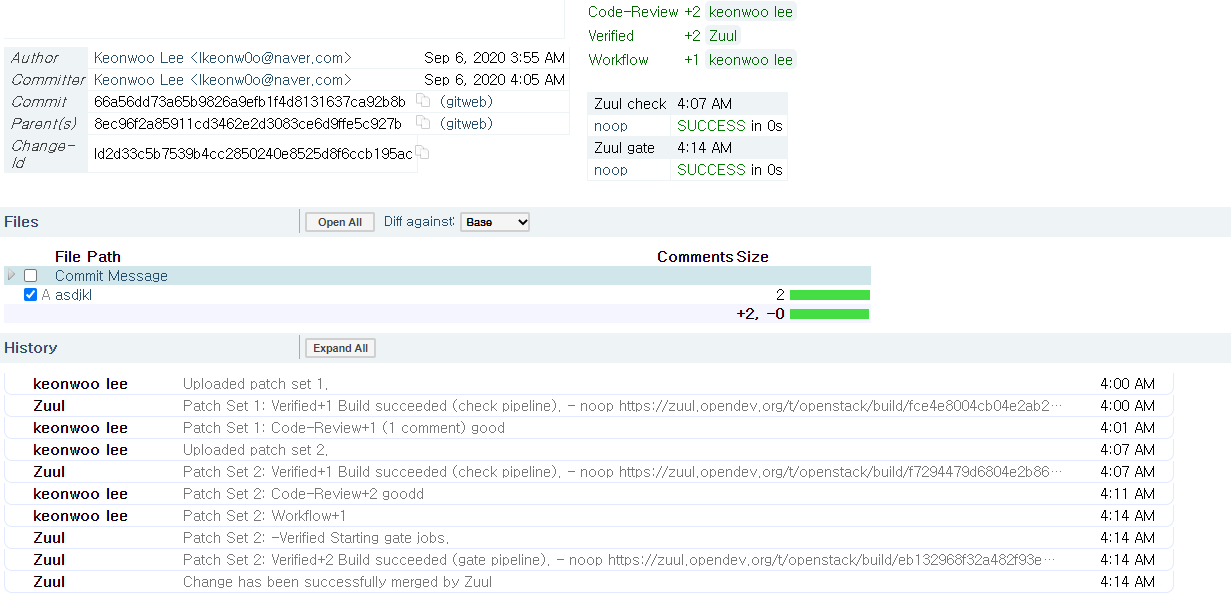 Code-Review +2 keonwoo lee
Verified +2 Zuul
Workflow +1 keonwoo lee
Author Keonwoo Lee <lkeonw0o@naver.com> Sep 6, 2020 3:55 AM
Committer Keonwoo Lee <lkeonw0o@naver.com> Sep 6, 2020 4:05 AM
Commit 66a56dd73a65b9826a9efb1f4d8131637ca92b8b (gitweb)
Parent(s) 8ec96f2a85911cd3462e2d3083ce6d9ffe5c927b (gitweb)
Change-
Id Id2d33c5b7539b4cc2850240e8525d8f6ccb195ac
Zuul check 4:07 AM
noop SUCCESS in 0s
Zuul gate 4:14 AM
noop SUCCESS in 0s
Files Open All Diff against: Base
File Path Comments Size
Commit Message
A asdjkl 2
+2, -0
History Expand All
keonwoo lee Uploaded patch set 1. 4:00 AM
Zuul Patch Set 1: Verified+1 Build succeeded (check pipeline). - noop https://zuul.opendev.org/t/openstack/build/fce4e8004cb04e2ab2… 4:00 AM
keonwoo lee Patch Set 1: Code-Review+1 (1 comment) good 4:01 AM
keonwoo lee Uploaded patch set 2. 4:07 AM
Zuul Patch Set 2: Verified+1 Build succeeded (check pipeline). - noop https://zuul.opendev.org/t/openstack/build/f7294479d6804e2b86… 4:07 AM
keonwoo lee Patch Set 2: Code-Review+2 goodd 4:11 AM
keonwoo lee Patch Set 2: Workflow+1 4:14 AM
Zuul Patch Set 2: -Verified Starting gate jobs. 4:14 AM
Zuul Patch Set 2: Verified+2 Build succeeded (gate pipeline). - noop https://zuul.opendev.org/t/openstack/build/eb132968f32a482f93e… 4:14 AM
Zuul Change has been successfully merged by Zuul 4:14 AM